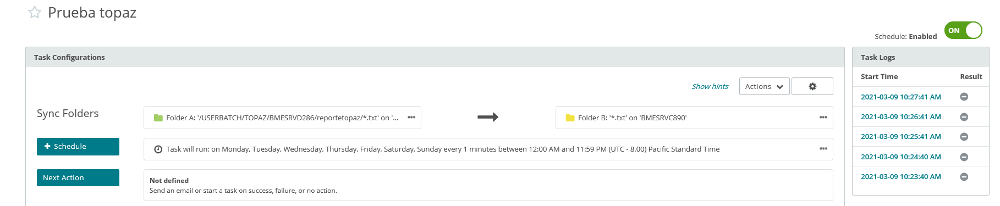 Prueba topaz
Schedule: Enabled
ON
Task Configurations
Show hints
Actions
Sync Folders
Folder A: '/USERBATCH/TOPAZ/BMESRVD286/reportetopaz/*.txt' on '...
Folder B: '*.txt' on 'BMESRVC890'
Schedule
Task will run: on Monday, Tuesday, Wednesday, Thursday, Friday, Saturday, Sunday every 1 minutes between 12:00 AM and 11:59 PM (UTC - 8.00) Pacific Standard Time
Next Action
Not defined
Send an email or start a task on success, failure, or no action.
Task Logs
Start Time Result
2021-03-09 10:27:41 AM
2021-03-09 10:26:41 AM
2021-03-09 10:25:41 AM
2021-03-09 10:24:40 AM
2021-03-09 10:23:40 AM